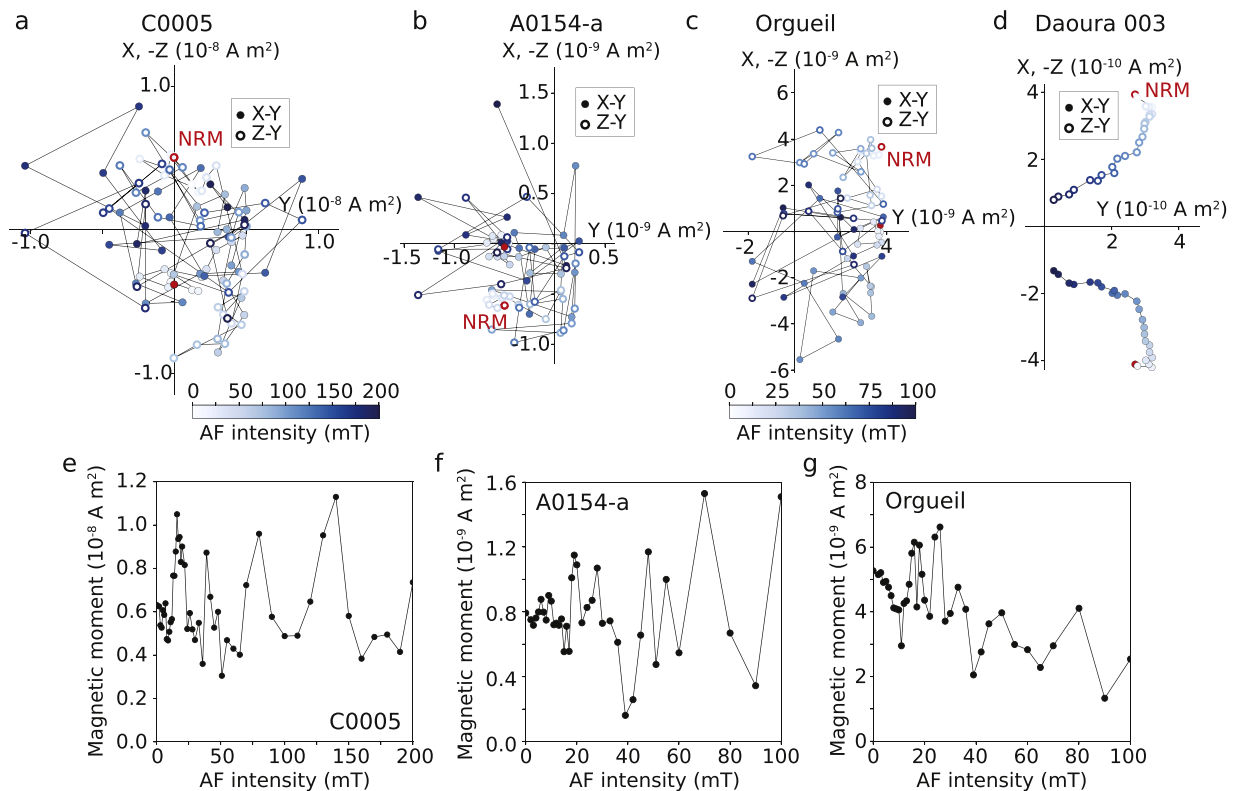 a
C0005
X, -Z (10⁻⁸ A m²)
1.0
X-Y
Z-Y
NRM
Y (10⁻⁸ A m²)
-1.0
1.0
-1.0
b
A0154-a
X, -Z (10⁻⁹ A m²)
1.5
X-Y
Z-Y
1.0
0.5
Y (10⁻⁹ A m²)
-1.5
-1.0
0.5
NRM
1.0
c
Orgueil
X, -Z (10⁻⁹ A m²)
6
X-Y
Z-Y
4
NRM
2
Y (10⁻⁹ A m²)
-2
2
4
-2
-4
-6
d
Daoura 003
X, -Z (10⁻¹⁰ A m²)
4
NRM
X-Y
Z-Y
2
Y (10⁻¹⁰ A m²)
2
4
-2
-4
0 50 100 150 200
AF intensity (mT)
0 25 50 75 100
AF intensity (mT)
e
Magnetic moment (10⁻⁸ A m²)
1.2
1.0
0.8
0.6
0.4
0.2
0.0
C0005
0 50 100 150 200
AF intensity (mT)
f
Magnetic moment (10⁻⁹ A m²)
1.6
1.2
0.8
0.4
0.0
A0154-a
0 20 40 60 80 100
AF intensity (mT)
g
Magnetic moment (10⁻⁹ A m²)
8
6
4
2
0
Orgueil
0 20 40 60 80 100
AF intensity (mT)